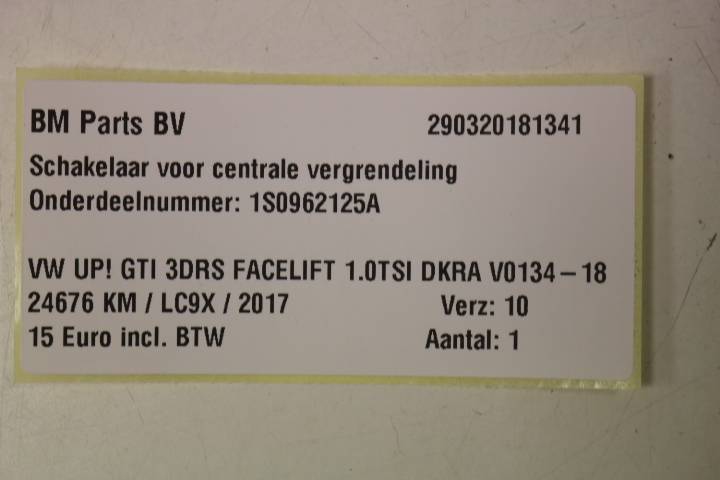 BM Parts BV 290320181341
Schakelaar voor centrale vergrendeling
Onderdeelnummer: 1S0962125A
VW UP! GTI 3DRS FACELIFT 1.0TSI DKRA V0134-18
24676 KM / LC9X / 2017 Verz: 10
15 Euro incl. BTW Aantal: 1